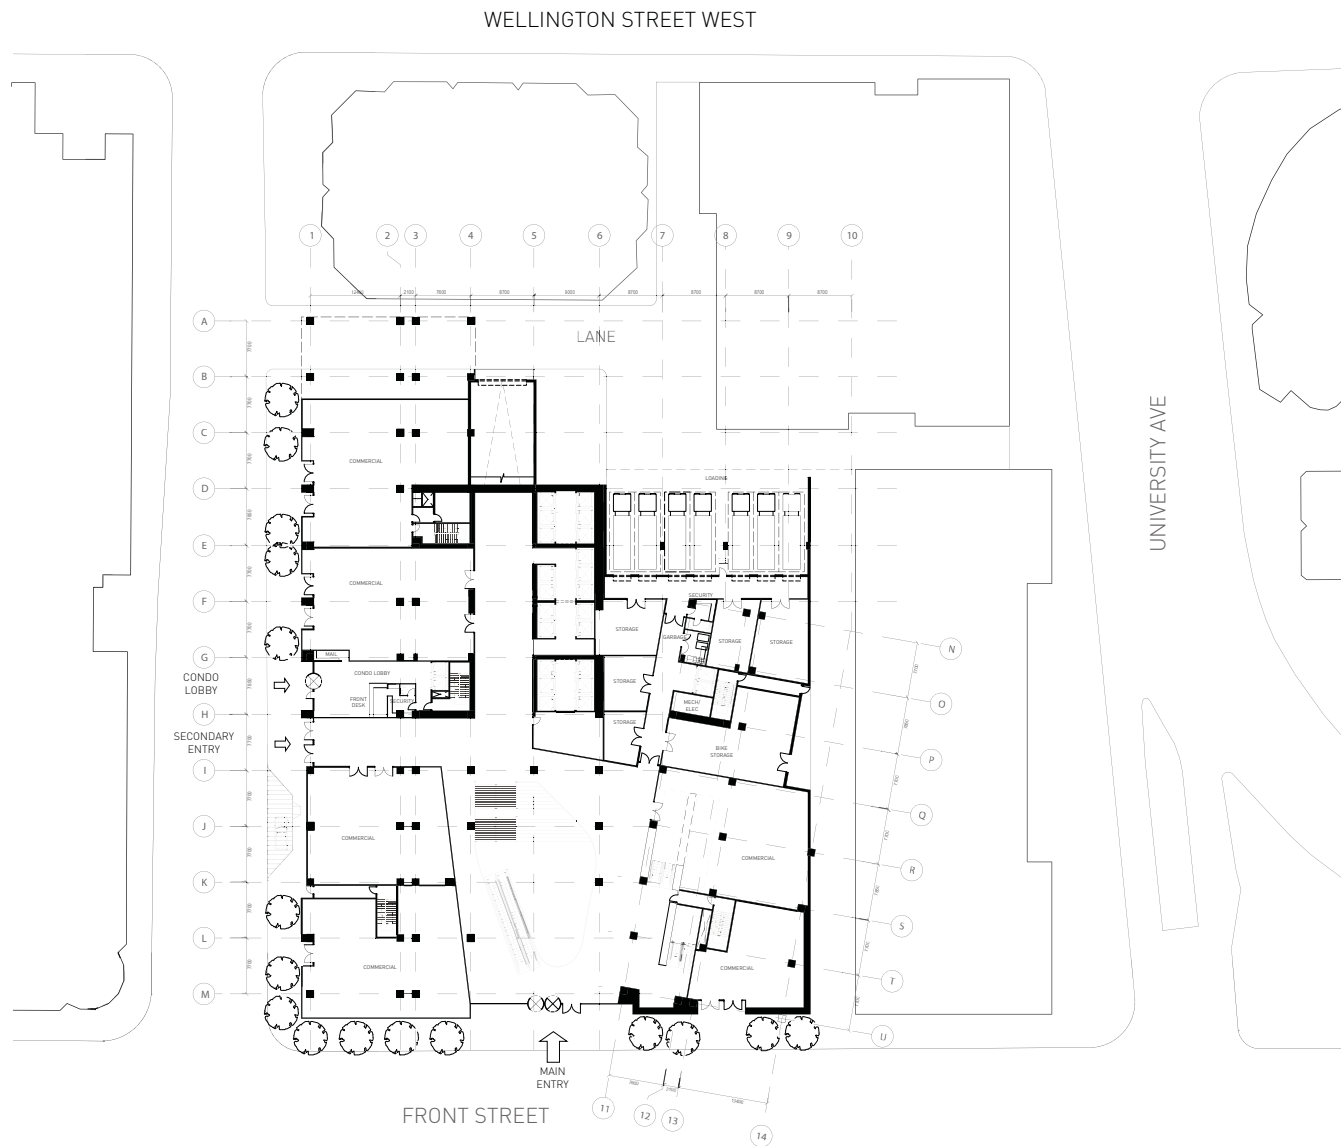 WELLINGTON STREET WEST
1 2 3 4 5 6 7 8 9 10
2100 7600 8700 9000 8700 8700 8700 8700
A
LANE
B
C
COMMERCIAL
D
LOADING
E
F
COMMERCIAL
SECURITY
STORAGE
GARBAGE
STORAGE
STORAGE
N
G
MAIL
CONDO
LOBBY
CONDO LOBBY
STORAGE
FRONT
DESK
SECURITY
MECH/
ELEC
O
H
STORAGE
SECONDARY
ENTRY
BIKE
STORAGE
P
I
Q
J
COMMERCIAL
COMMERCIAL
R
K
S
L
COMMERCIAL
COMMERCIAL
T
M
U
MAIN
ENTRY
11 12 13 14
FRONT STREET
UNIVERSITY AVE